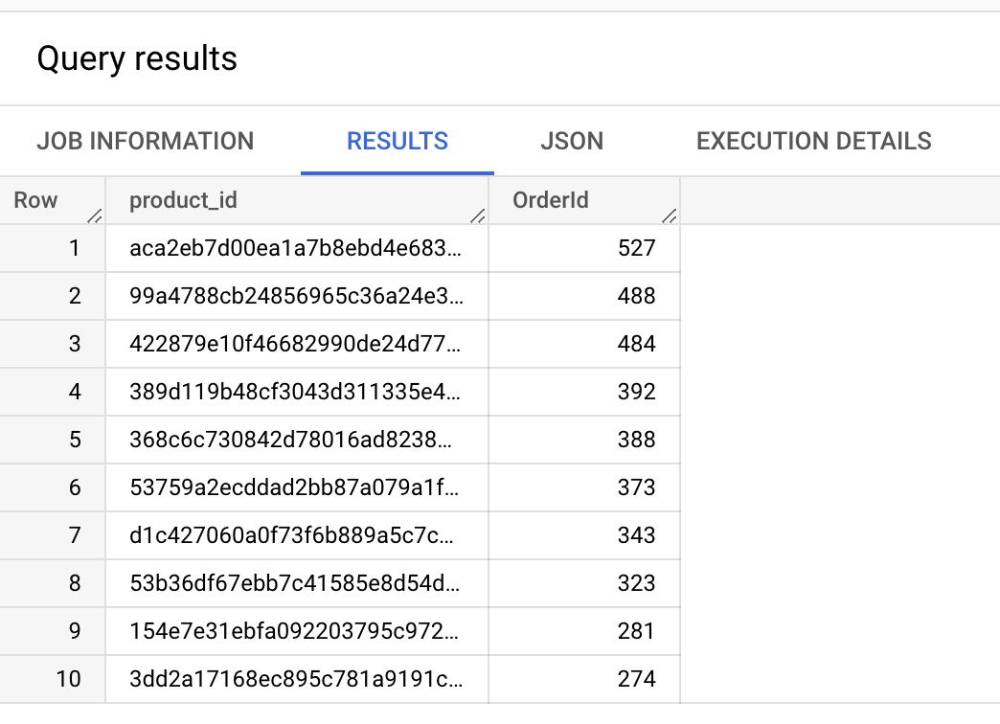 Query results
JOB INFORMATION RESULTS JSON EXECUTION DETAILS
Row product_id OrderId
1 aca2eb7d00ea1a7b8ebd4e683... 527
2 99a4788cb24856965c36a24e3... 488
3 422879e10f46682990de24d77... 484
4 389d119b48cf3043d311335e4... 392
5 368c6c730842d78016ad8238... 388
6 53759a2ecddad2bb87a079a1f... 373
7 d1c427060a0f73f6b889a5c7c... 343
8 53b36df67ebb7c41585e8d54d... 323
9 154e7e31ebfa092203795c972... 281
10 3dd2a17168ec895c781a9191c... 274